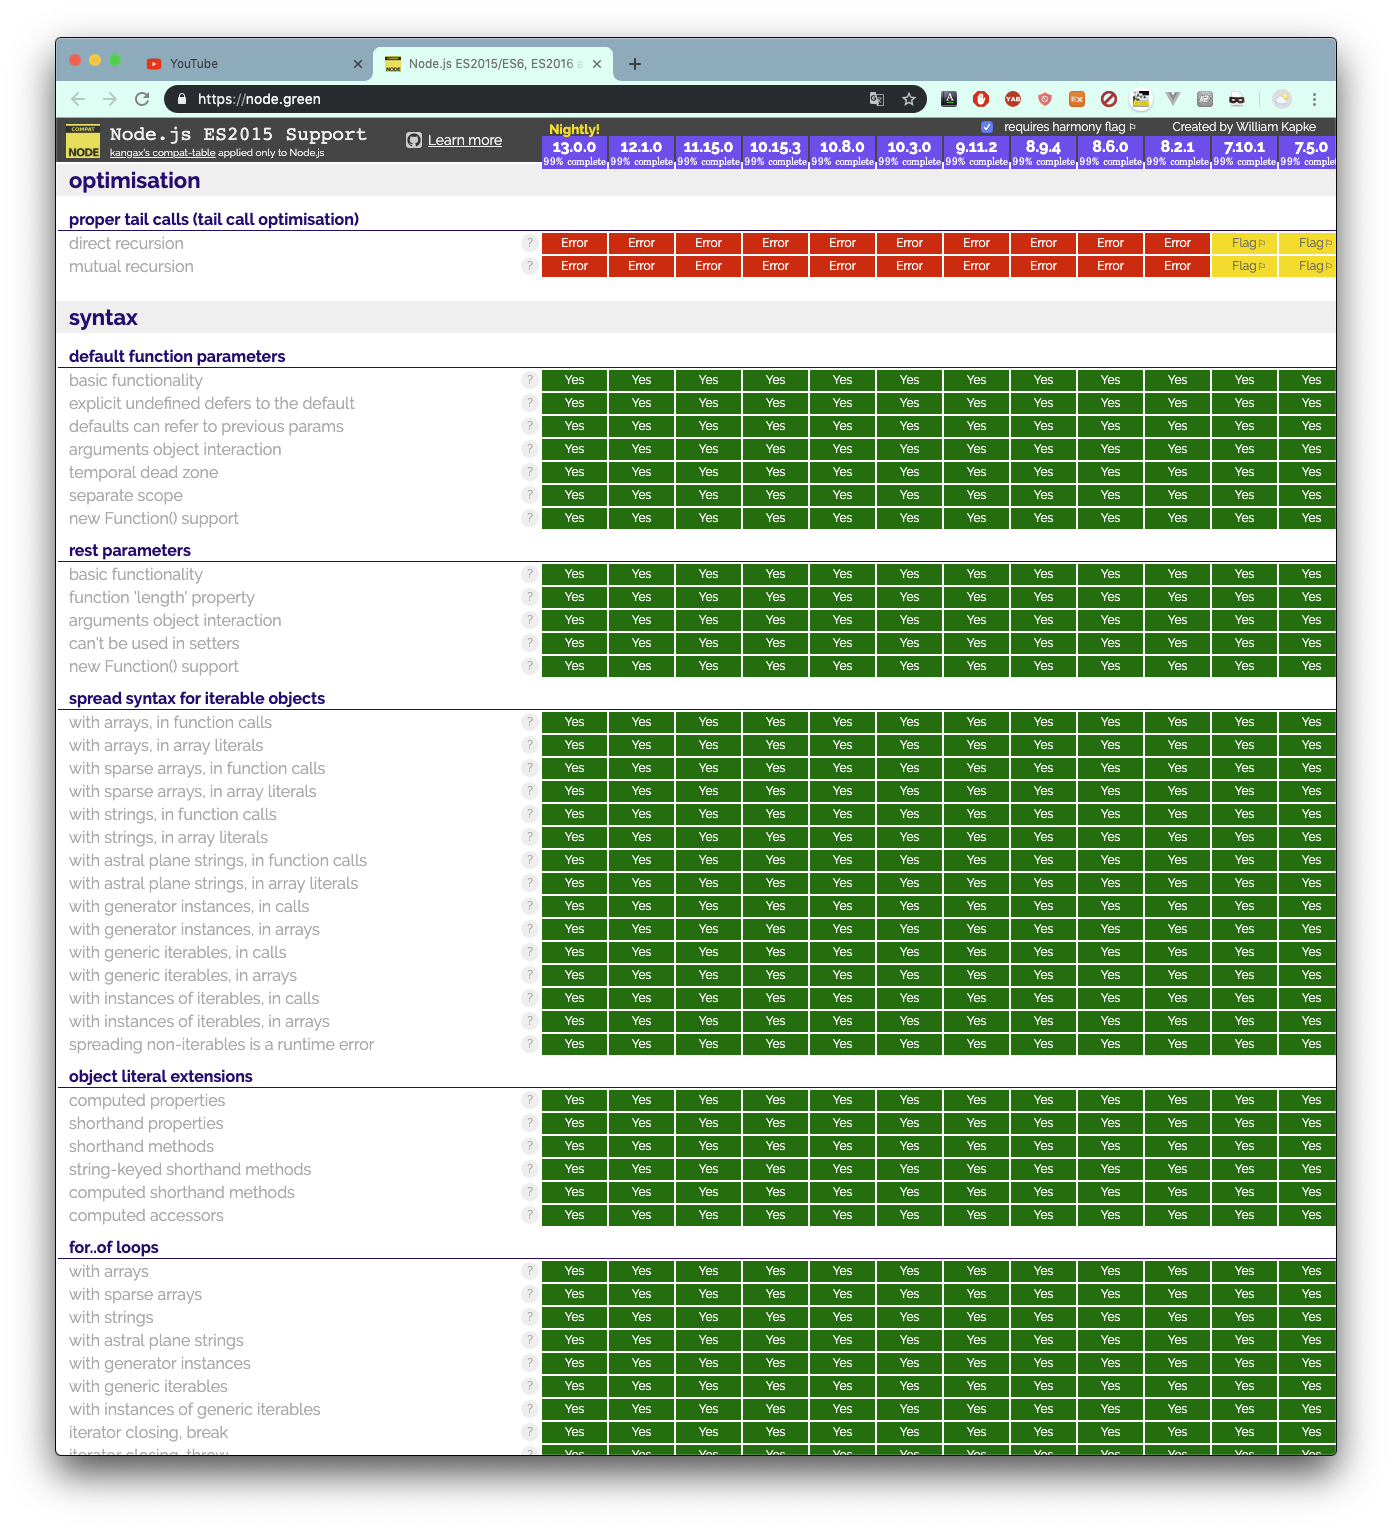 YouTube
Node.js ES2015/ES6, ES2016 a
https://node.green
COMPAT
NODE
Node.js ES2015 Support
kangax's compat-table applied only to Node.js
Learn more
Nightly!
requires harmony flag
Created by William Kapke
13.0.0 12.1.0 11.15.0 10.15.3 10.8.0 10.3.0 9.11.2 8.9.4 8.6.0 8.2.1 7.10.1 7.5.0
99% complete 99% complete 99% complete 99% complete 99% complete 99% complete 99% complete 99% complete 99% complete 99% complete 99% complete 99% complet
optimisation
proper tail calls (tail call optimisation)
direct recursion ? Error Error Error Error Error Error Error Error Error Error Flag Flag
mutual recursion ? Error Error Error Error Error Error Error Error Error Error Flag Flag
syntax
default function parameters
basic functionality ? Yes Yes Yes Yes Yes Yes Yes Yes Yes Yes Yes Yes
explicit undefined defers to the default ? Yes Yes Yes Yes Yes Yes Yes Yes Yes Yes Yes Yes
defaults can refer to previous params ? Yes Yes Yes Yes Yes Yes Yes Yes Yes Yes Yes Yes
arguments object interaction ? Yes Yes Yes Yes Yes Yes Yes Yes Yes Yes Yes Yes
temporal dead zone ? Yes Yes Yes Yes Yes Yes Yes Yes Yes Yes Yes Yes
separate scope ? Yes Yes Yes Yes Yes Yes Yes Yes Yes Yes Yes Yes
new Function() support ? Yes Yes Yes Yes Yes Yes Yes Yes Yes Yes Yes Yes
rest parameters
basic functionality ? Yes Yes Yes Yes Yes Yes Yes Yes Yes Yes Yes Yes
function 'length' property ? Yes Yes Yes Yes Yes Yes Yes Yes Yes Yes Yes Yes
arguments object interaction ? Yes Yes Yes Yes Yes Yes Yes Yes Yes Yes Yes Yes
can't be used in setters ? Yes Yes Yes Yes Yes Yes Yes Yes Yes Yes Yes Yes
new Function() support ? Yes Yes Yes Yes Yes Yes Yes Yes Yes Yes Yes Yes
spread syntax for iterable objects
with arrays, in function calls ? Yes Yes Yes Yes Yes Yes Yes Yes Yes Yes Yes Yes
with arrays, in array literals ? Yes Yes Yes Yes Yes Yes Yes Yes Yes Yes Yes Yes
with sparse arrays, in function calls ? Yes Yes Yes Yes Yes Yes Yes Yes Yes Yes Yes Yes
with sparse arrays, in array literals ? Yes Yes Yes Yes Yes Yes Yes Yes Yes Yes Yes Yes
with strings, in function calls ? Yes Yes Yes Yes Yes Yes Yes Yes Yes Yes Yes Yes
with strings, in array literals ? Yes Yes Yes Yes Yes Yes Yes Yes Yes Yes Yes Yes
with astral plane strings, in function calls ? Yes Yes Yes Yes Yes Yes Yes Yes Yes Yes Yes Yes
with astral plane strings, in array literals ? Yes Yes Yes Yes Yes Yes Yes Yes Yes Yes Yes Yes
with generator instances, in calls ? Yes Yes Yes Yes Yes Yes Yes Yes Yes Yes Yes Yes
with generator instances, in arrays ? Yes Yes Yes Yes Yes Yes Yes Yes Yes Yes Yes Yes
with generic iterables, in calls ? Yes Yes Yes Yes Yes Yes Yes Yes Yes Yes Yes Yes
with generic iterables, in arrays ? Yes Yes Yes Yes Yes Yes Yes Yes Yes Yes Yes Yes
with instances of iterables, in calls ? Yes Yes Yes Yes Yes Yes Yes Yes Yes Yes Yes Yes
with instances of iterables, in arrays ? Yes Yes Yes Yes Yes Yes Yes Yes Yes Yes Yes Yes
spreading non-iterables is a runtime error ? Yes Yes Yes Yes Yes Yes Yes Yes Yes Yes Yes Yes
object literal extensions
computed properties ? Yes Yes Yes Yes Yes Yes Yes Yes Yes Yes Yes Yes
shorthand properties ? Yes Yes Yes Yes Yes Yes Yes Yes Yes Yes Yes Yes
shorthand methods ? Yes Yes Yes Yes Yes Yes Yes Yes Yes Yes Yes Yes
string-keyed shorthand methods ? Yes Yes Yes Yes Yes Yes Yes Yes Yes Yes Yes Yes
computed shorthand methods ? Yes Yes Yes Yes Yes Yes Yes Yes Yes Yes Yes Yes
computed accessors ? Yes Yes Yes Yes Yes Yes Yes Yes Yes Yes Yes Yes
for..of loops
with arrays ? Yes Yes Yes Yes Yes Yes Yes Yes Yes Yes Yes Yes
with sparse arrays ? Yes Yes Yes Yes Yes Yes Yes Yes Yes Yes Yes Yes
with strings ? Yes Yes Yes Yes Yes Yes Yes Yes Yes Yes Yes Yes
with astral plane strings ? Yes Yes Yes Yes Yes Yes Yes Yes Yes Yes Yes Yes
with generator instances ? Yes Yes Yes Yes Yes Yes Yes Yes Yes Yes Yes Yes
with generic iterables ? Yes Yes Yes Yes Yes Yes Yes Yes Yes Yes Yes Yes
with instances of generic iterables ? Yes Yes Yes Yes Yes Yes Yes Yes Yes Yes Yes Yes
iterator closing, break ? Yes Yes Yes Yes Yes Yes Yes Yes Yes Yes Yes Yes
iterator closing, throw ? Yes Yes Yes Yes Yes Yes Yes Yes Yes Yes Yes Yes